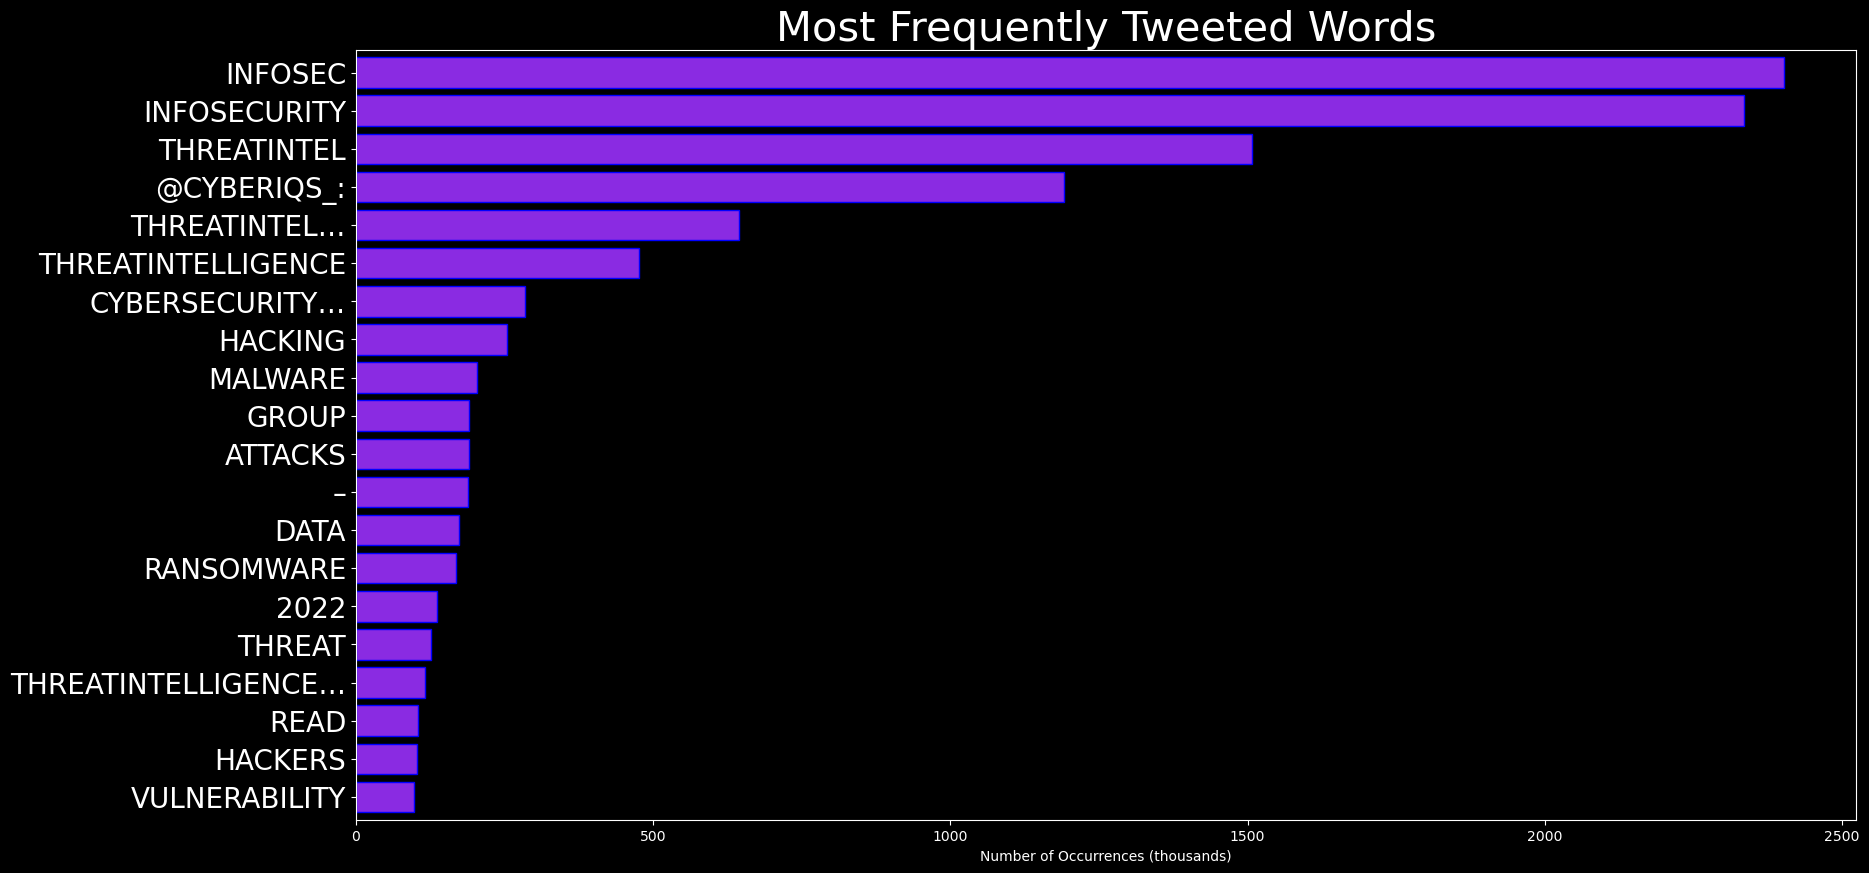 Most Frequently Tweeted Words
INFOSEC
INFOSECURITY
THREATINTEL
@CYBERIQS_:
THREATINTEL…
THREATINTELLIGENCE
CYBERSECURITY…
HACKING
MALWARE
GROUP
ATTACKS
–
DATA
RANSOMWARE
2022
THREAT
THREATINTELLIGENCE…
READ
HACKERS
VULNERABILITY
0 500 1000 1500 2000 2500
Number of Occurrences (thousands)